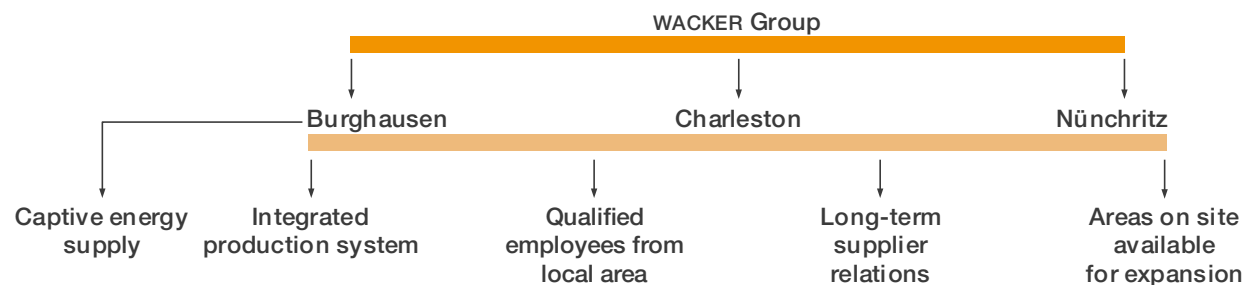 WACKER Group
Burghausen
Charleston
Nünchritz
Captive energy
supply
Integrated
production system
Qualified
employees from
local area
Long-term
supplier
relations
Areas on site
available
for expansion